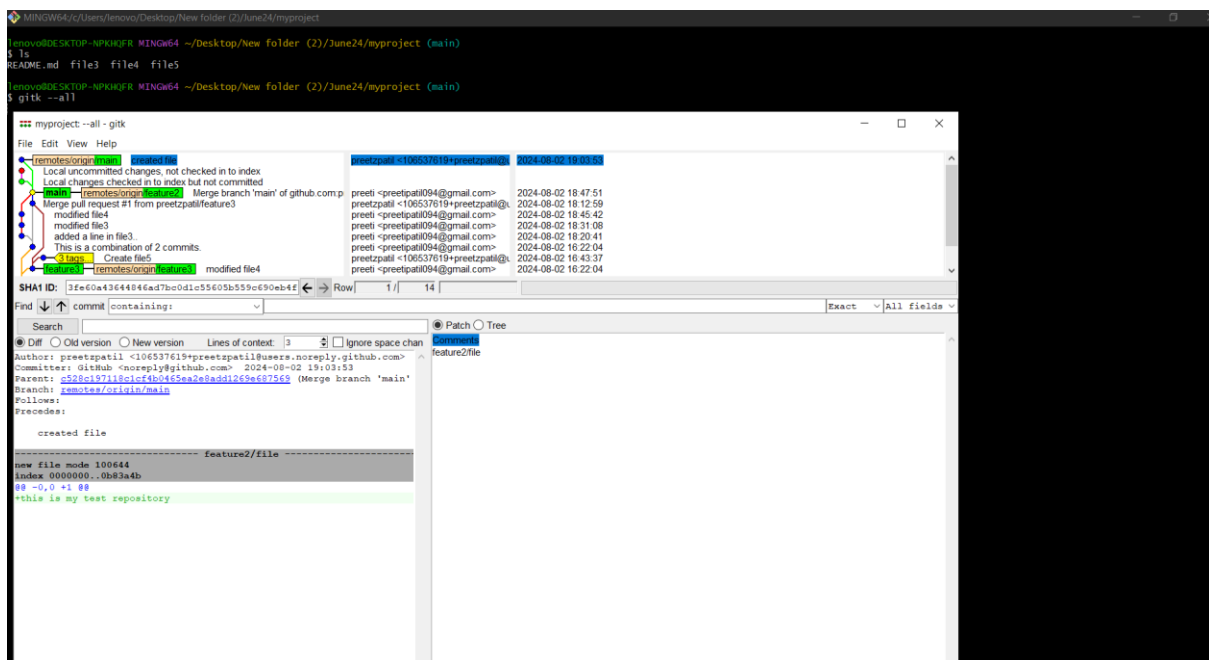 MINGW64:/c/Users/lenovo/Desktop/New folder (2)/June24/myproject
lenovo@DESKTOP-NPKHQFR MINGW64 ~/Desktop/New folder (2)/June24/myproject (main)
$ ls
README.md file3 file4 file5
lenovo@DESKTOP-NPKHQFR MINGW64 ~/Desktop/New folder (2)/June24/myproject (main)
$ gitk --all
myproject: --all - gitk
File Edit View Help
remotes/origin/main created file preetzpatil <106537619+preetzpatil@u 2024-08-02 19:03:53
Local uncommitted changes, not checked in to index
Local changes checked in to index but not committed
main remotes/origin/feature2 Merge branch 'main' of github.com:p preeti <preetipatil094@gmail.com> 2024-08-02 18:47:51
Merge pull request #1 from preetzpatil/feature3 preetzpatil <106537619+preetzpatil@u 2024-08-02 18:12:59
modified file4 preeti <preetipatil094@gmail.com> 2024-08-02 18:45:42
modified file3 preeti <preetipatil094@gmail.com> 2024-08-02 18:31:08
added a line in file3.. preeti <preetipatil094@gmail.com> 2024-08-02 18:20:41
This is a combination of 2 commits. preeti <preetipatil094@gmail.com> 2024-08-02 16:22:04
3 tags... Create file5 preetzpatil <106537619+preetzpatil@u 2024-08-02 16:43:37
feature3 remotes/origin/feature3 modified file4 preeti <preetipatil094@gmail.com> 2024-08-02 16:22:04
SHA1 ID: 3fe60a43644846ad7bc0d1c55605b559c690eb4f Row 1 / 14
Find commit containing: Exact All fields
Search Patch Tree
Diff Old version New version Lines of context: 3 Ignore space chan Comments
feature2/file
Author: preetzpatil <106537619+preetzpatil@users.noreply.github.com>
Committer: GitHub <noreply@github.com> 2024-08-02 19:03:53
Parent: c528c197118c1cf4b0465ea2e8add1269e687569 (Merge branch 'main'
Branch: remotes/origin/main
Follows:
Precedes:
created file
feature2/file
new file mode 100644
index 0000000..0b83a4b
@@ -0,0 +1 @@
+this is my test repository